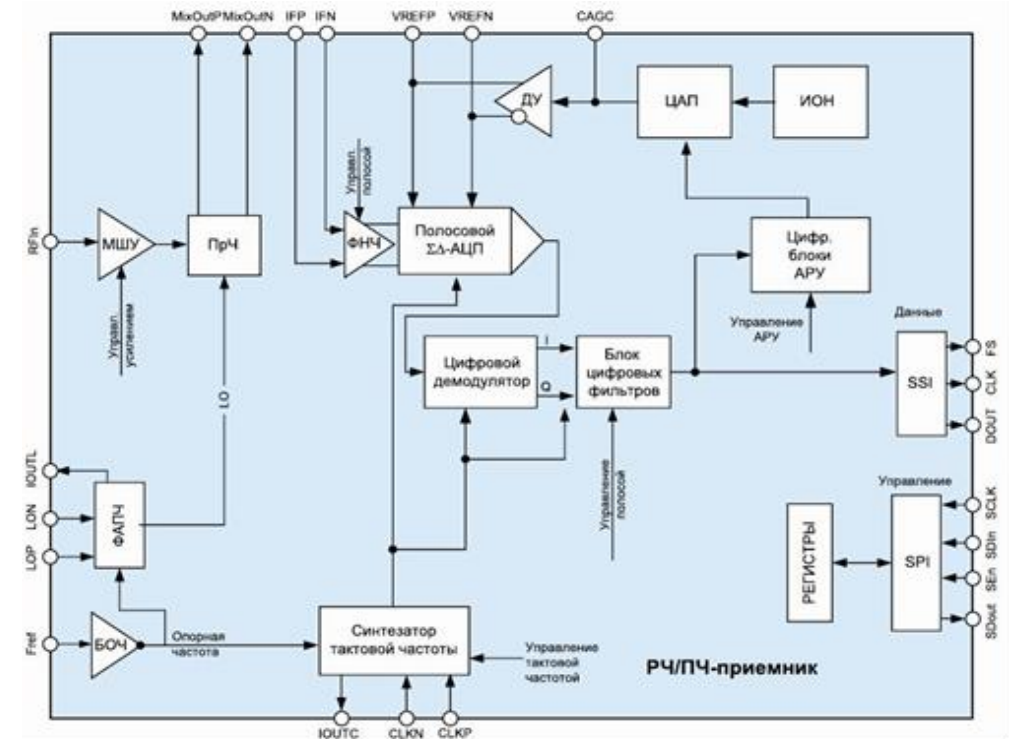 MixOutP MixOutN IFP IFN VREFP VREFN CAGC
ДУ
ЦАП
ИОН
Управл.
полосой
RFIn
МШУ
ПрЧ
ФНЧ
Полосовой
ΣΔ-АЦП
Цифр.
блоки
АРУ
Управл.
усилением
Управление
АРУ
Данные
LO
Цифровой
демодулятор
I
Q
Блок
цифровых
фильтров
SSI
FS
CLK
DOUT
Управление
полосой
IOUTL
LON
LOP
ФАПЧ
Управление
РЕГИСТРЫ
SPI
SCLK
SDIn
SEn
SDout
Fref
БОЧ
Опорная
частота
Синтезатор
тактовой частоты
Управление
тактовой
частотой
РЧ/ПЧ-приемник
IOUTC CLKN CLKP